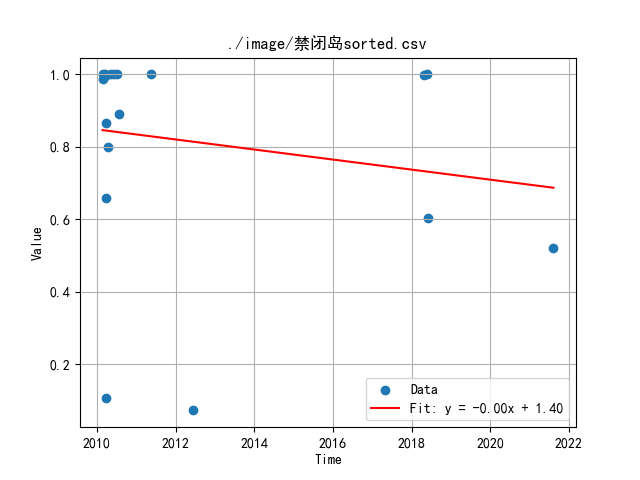 ./image/禁闭岛sorted.csv
1.0
0.8
0.6
0.4
0.2
Value
2010 2012 2014 2016 2018 2020 2022
Time
Data
Fit: y = -0.00x + 1.40